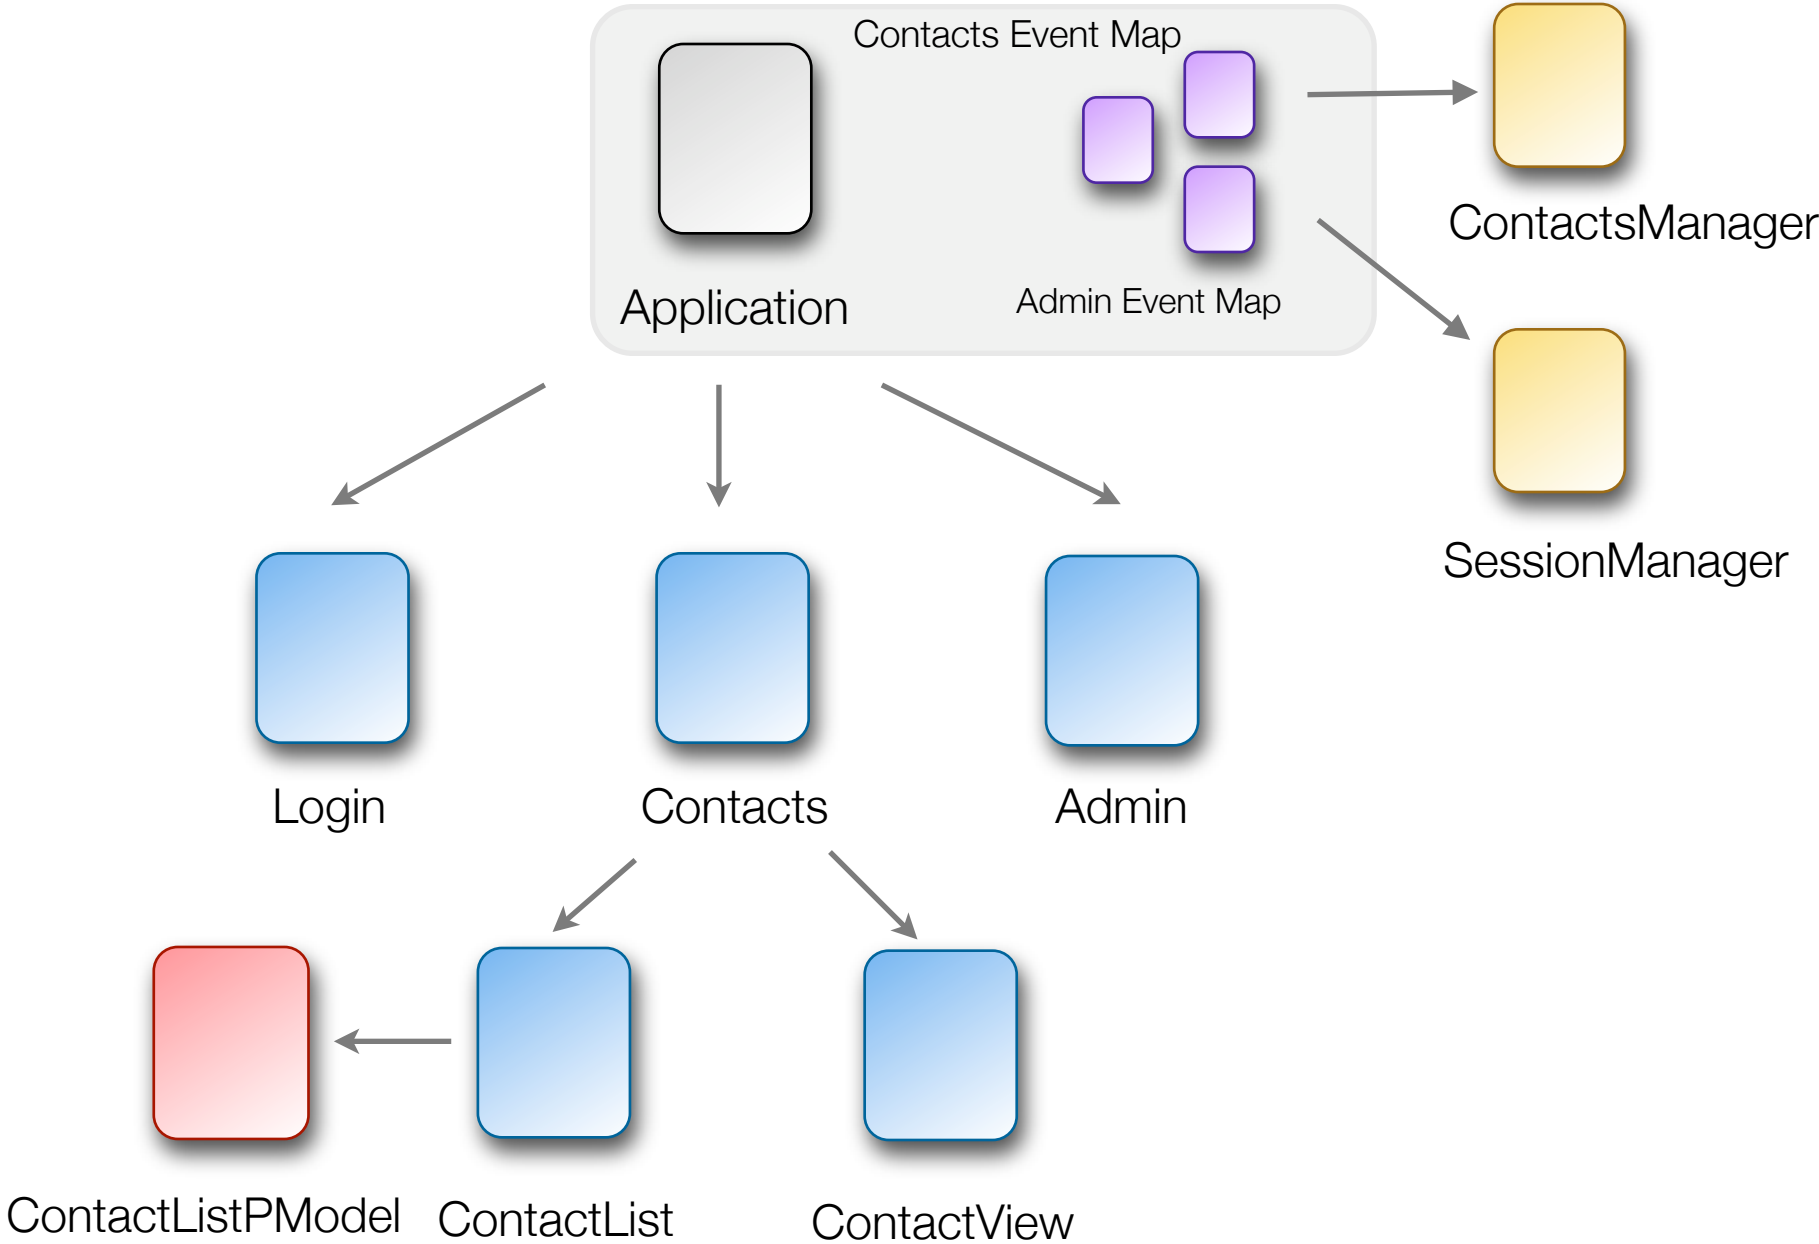 Contacts Event Map
Application
Admin Event Map
ContactsManager
SessionManager
Login
Contacts
Admin
ContactListPModel
ContactList
ContactView